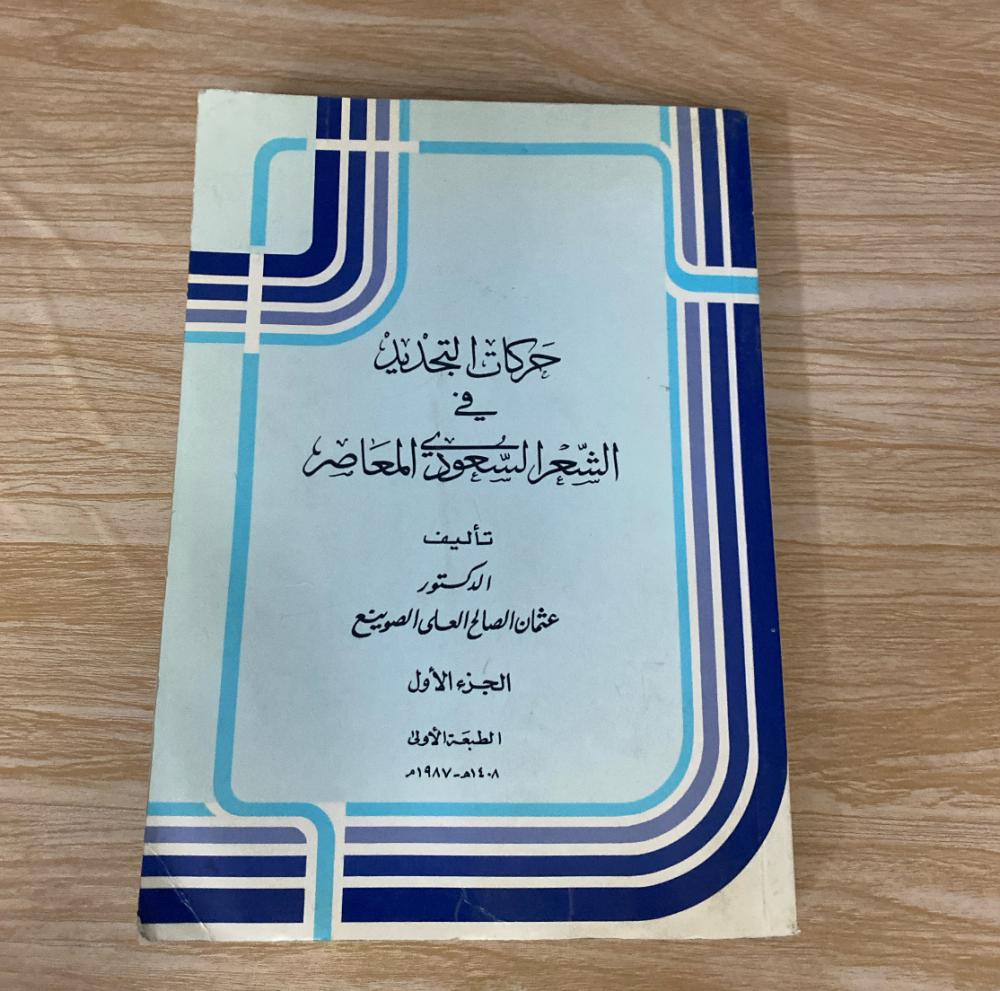 حركات التجديد
في
الشعر السعودي المعاصر
تأليف
الدكتور
عثمان الصالح العلى الصوينع
الجزء الأول
الطبعة الأولى
١٤٠٨هـ - ١٩٨٧م